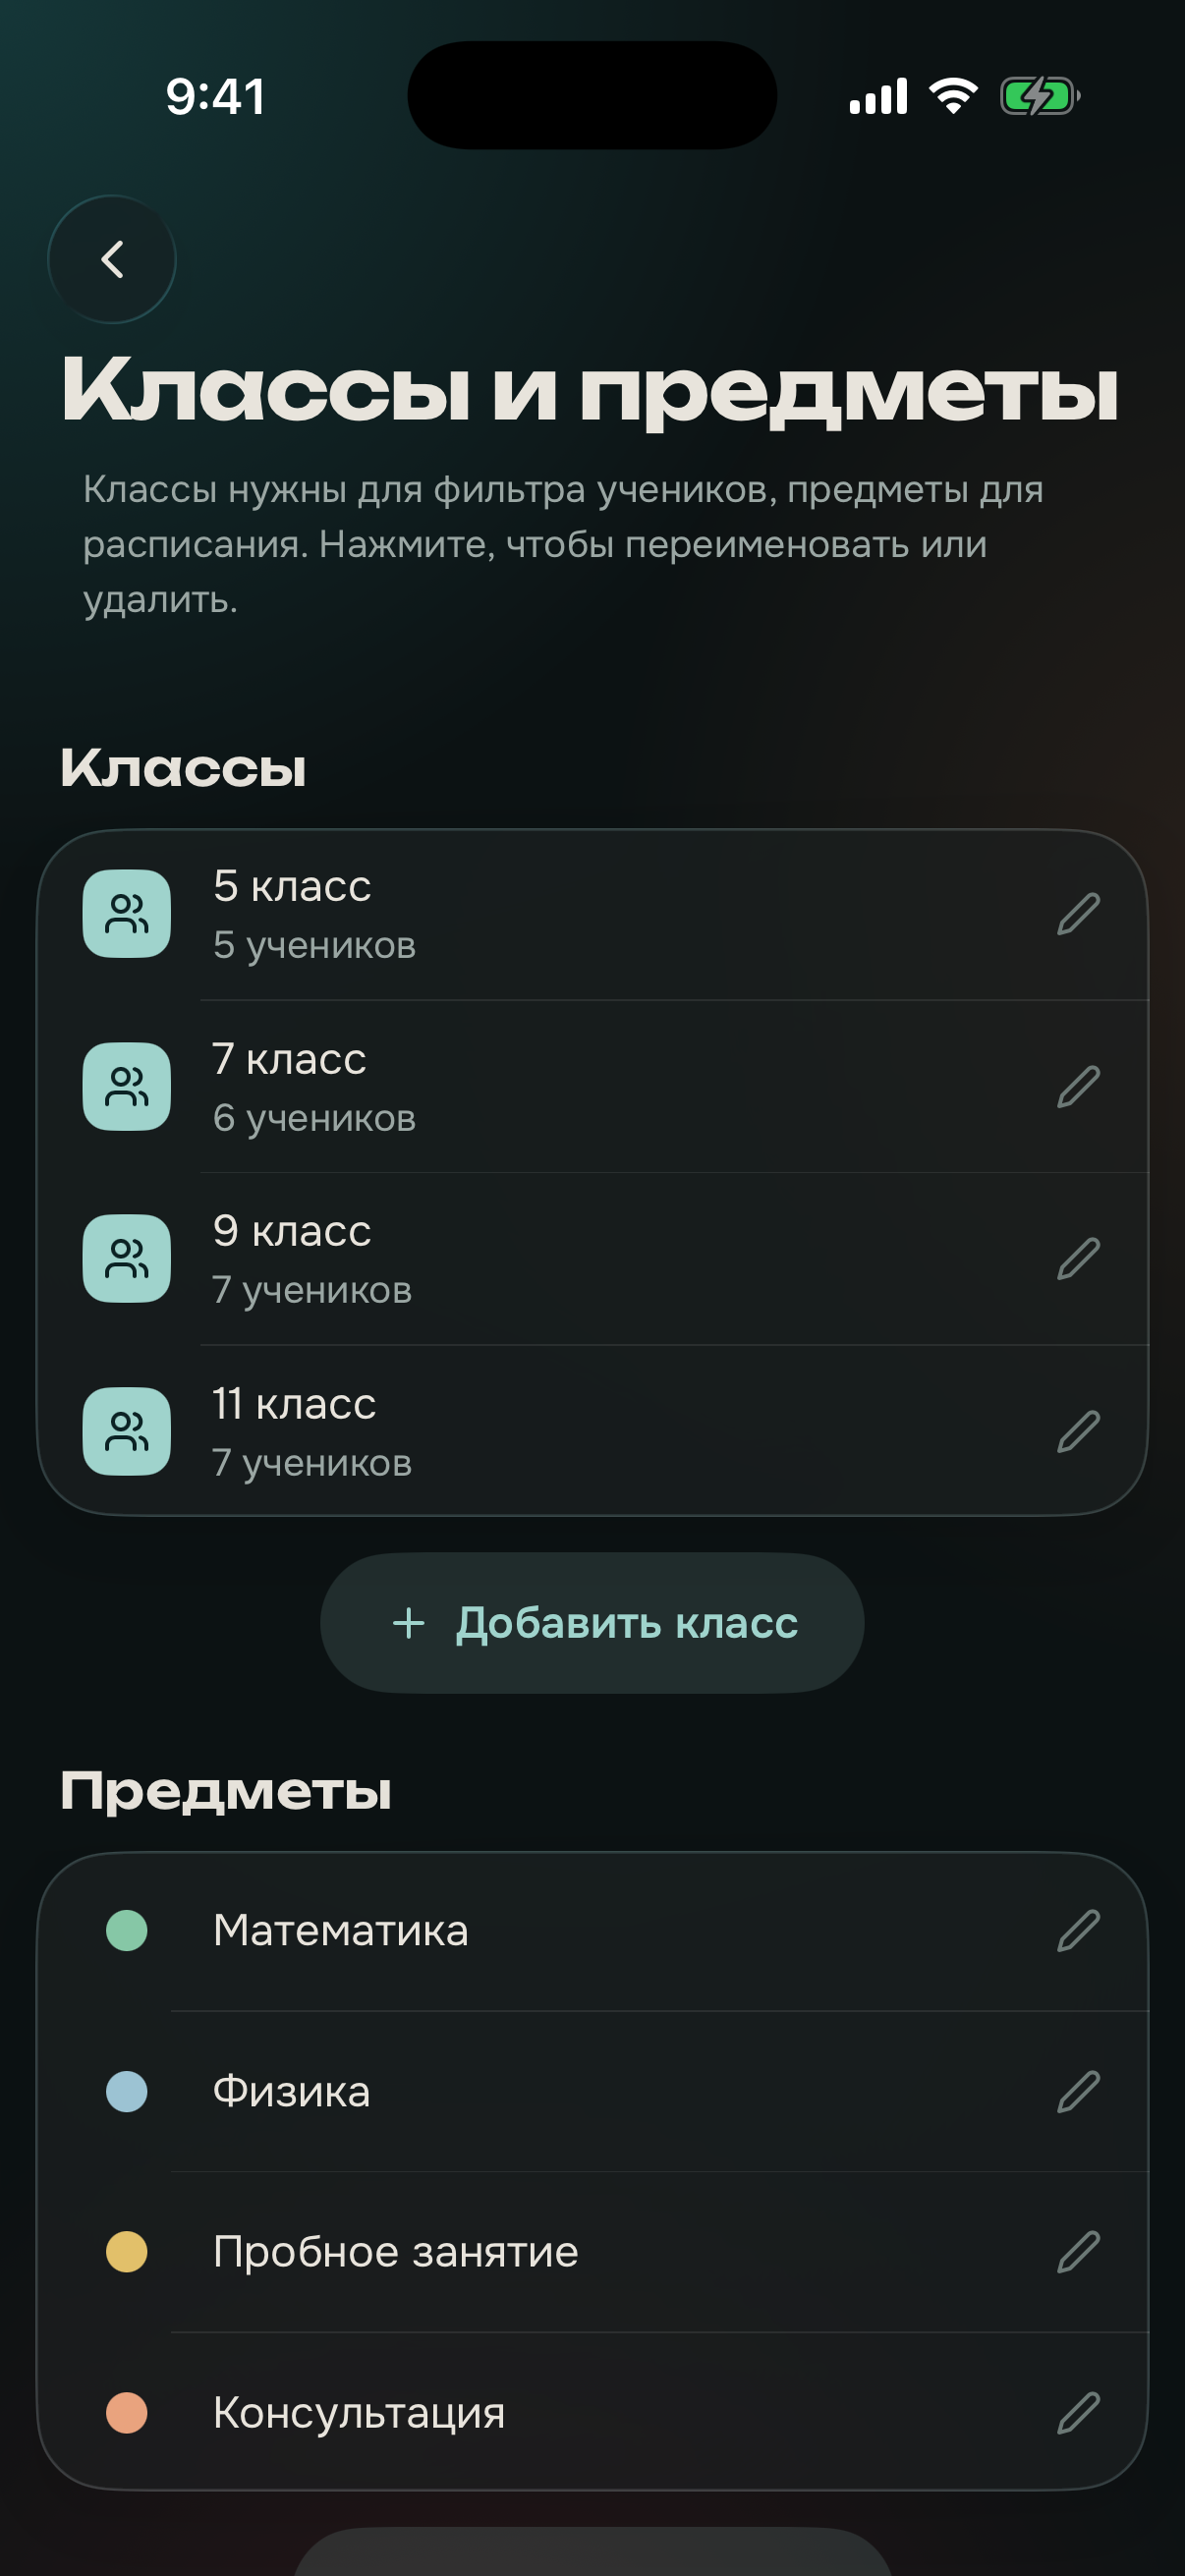 9:41
Классы и предметы
Классы нужны для фильтра учеников, предметы для
расписания. Нажмите, чтобы переименовать или
удалить.
Классы
5 класс
5 учеников
7 класс
6 учеников
9 класс
7 учеников
11 класс
7 учеников
Добавить класс
Предметы
Математика
Физика
Пробное занятие
Консультация